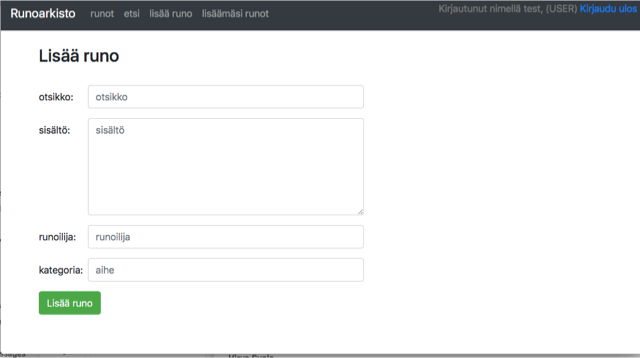 Runoarkisto runot etsi lisää runo lisäämäsi runot Kirjautunut nimellä test, (USER) Kirjaudu ulos
Lisää runo
otsikko: otsikko
sisältö: sisältö
runoilija: runoilija
kategoria: aihe
Lisää runo